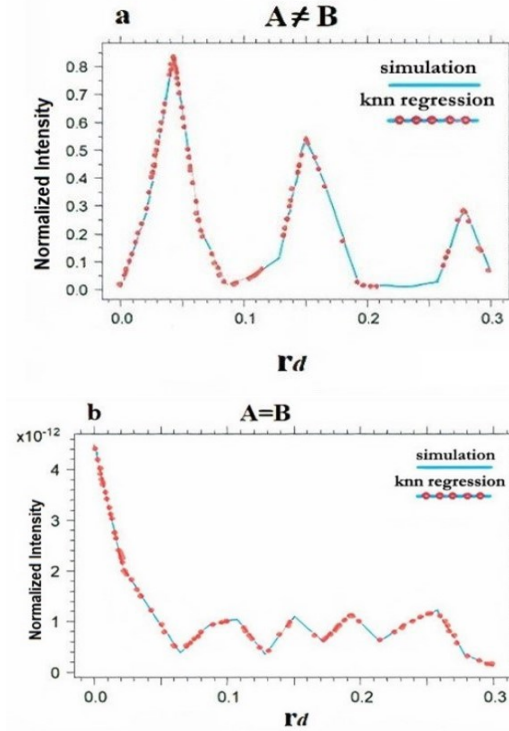 a A ≠ B
simulation
knn regression
Normalized Intensity
0.8
0.7
0.6
0.5
0.4
0.3
0.2
0.1
0.0
0.0 0.1 0.2 0.3
rd
b A=B
x10⁻¹²
simulation
knn regression
Normalized Intensity
4
3
2
1
0
0.0 0.1 0.2 0.3
rd